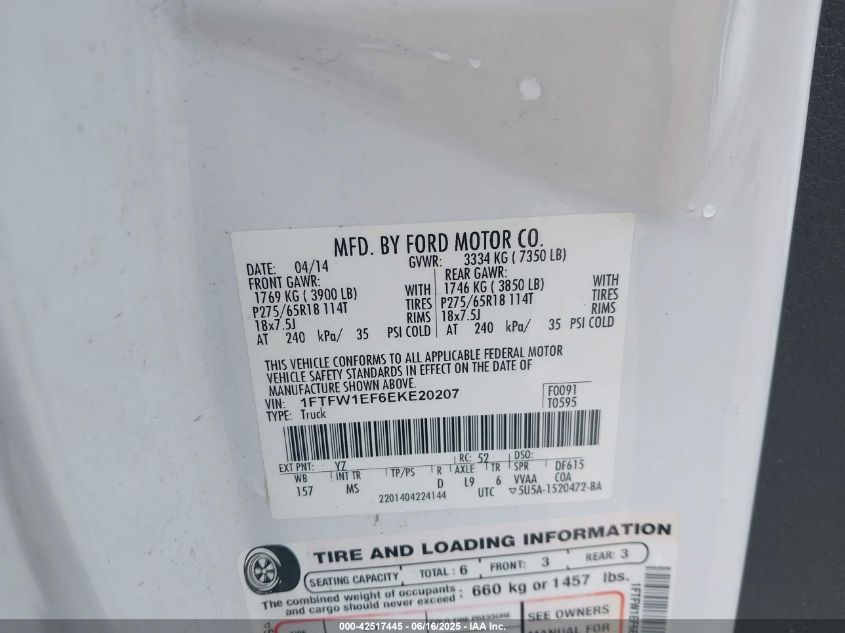 MFD. BY FORD MOTOR CO.
DATE: 04/14 GVWR: 3334 KG ( 7350 LB)
FRONT GAWR: REAR GAWR:
1769 KG ( 3900 LB) WITH 1746 KG ( 3850 LB) WITH
P275/65R18 114T TIRES P275/65R18 114T TIRES
18x7.5J RIMS 18x7.5J RIMS
AT 240 kPa/ 35 PSI COLD AT 240 kPa/ 35 PSI COLD
THIS VEHICLE CONFORMS TO ALL APPLICABLE FEDERAL MOTOR
VEHICLE SAFETY STANDARDS IN EFFECT ON THE DATE OF
MANUFACTURE SHOWN ABOVE.
VIN: 1FTFW1EF6EKE20207 F0091
TYPE: Truck T0595
EXT PNT: YZ RC: 52 DSO:
WB INT TR TP/PS R AXLE TR SPR DF615
157 MS D L9 6 VVAA COA
2201404224144 UTC ▽5U5A-1520472-BA
TIRE AND LOADING INFORMATION
SEATING CAPACITY TOTAL: 6 FRONT: 3 REAR: 3
The combined weight of occupants and cargo should never exceed : 660 kg or 1457 lbs.
SEE OWNERS
MANUAL FOR
000-42517445 - 06/16/2025 - IAA Inc.